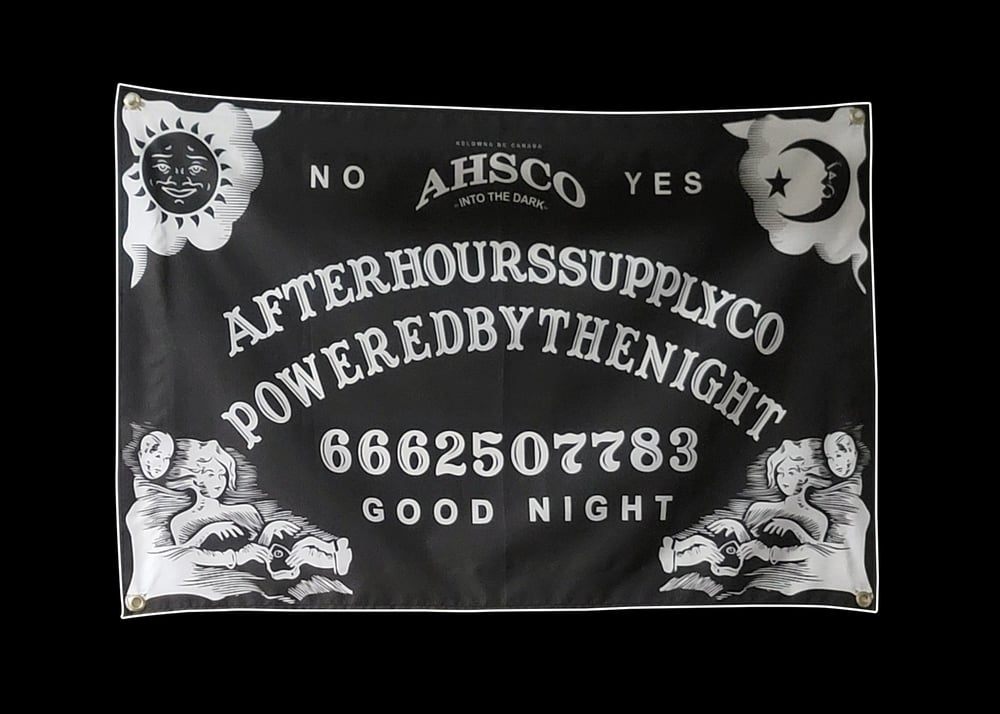 KELOWNA BC CANADA
NO AHSCO YES
INTO THE DARK
AFTERHOURSSUPPLYCO
POWEREDBYTHENIGHT
6662507783
GOOD NIGHT